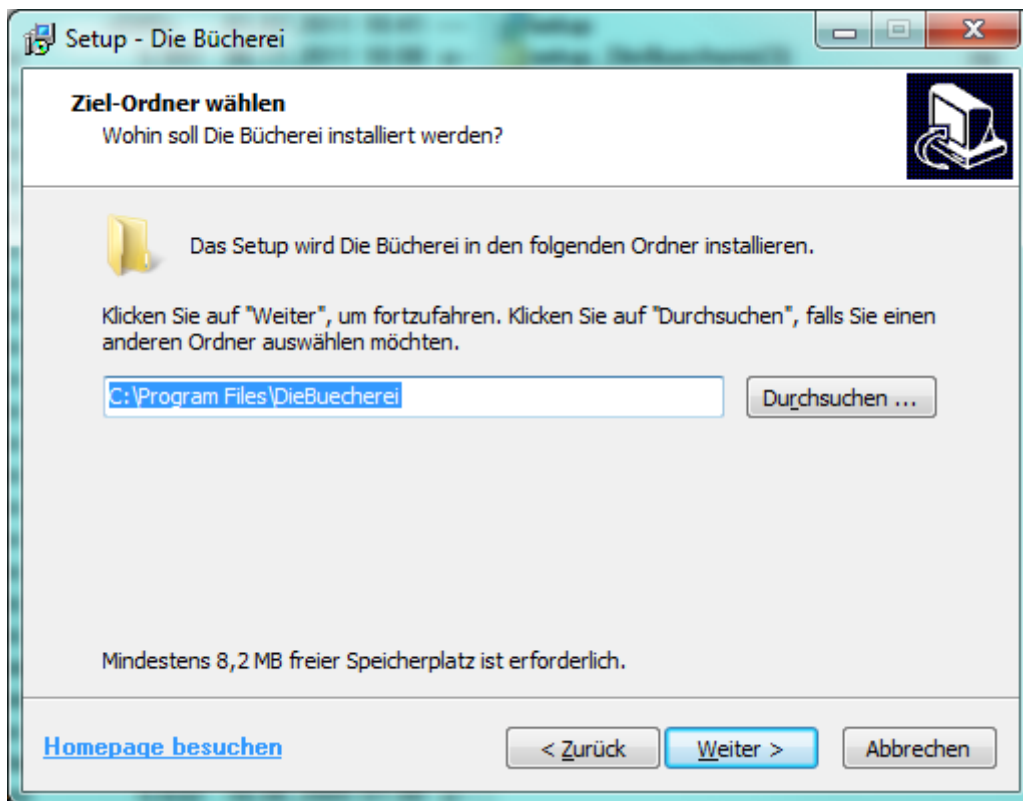 Setup - Die Bücherei
Ziel-Ordner wählen
Wohin soll Die Bücherei installiert werden?
Das Setup wird Die Bücherei in den folgenden Ordner installieren.
Klicken Sie auf "Weiter", um fortzufahren. Klicken Sie auf "Durchsuchen", falls Sie einen
anderen Ordner auswählen möchten.
C:\Program Files\DieBuecherei
Durchsuchen ...
Mindestens 8,2 MB freier Speicherplatz ist erforderlich.
Homepage besuchen
< Zurück
Weiter >
Abbrechen